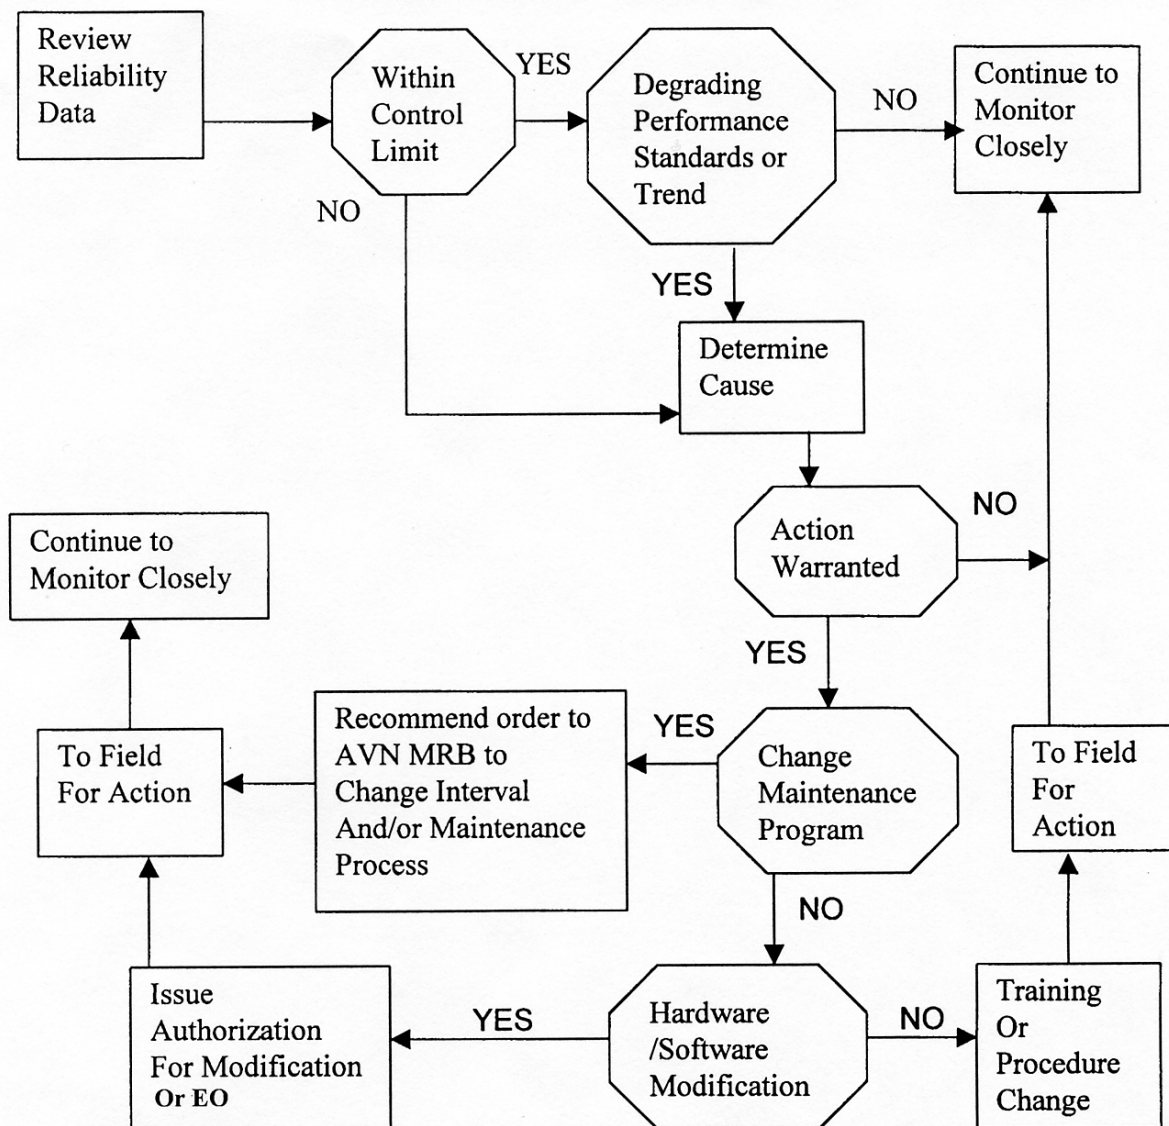 Review
Reliability
Data
Within
Control
Limit
YES
Degrading
Performance
Standards or
Trend
NO
Continue to
Monitor
Closely
NO
YES
Determine
Cause
Action
Warranted
NO
Continue to
Monitor Closely
YES
To Field
For Action
Recommend order to
AVN MRB to
Change Interval
And/or Maintenance
Process
YES
Change
Maintenance
Program
To Field
For
Action
NO
Issue
Authorization
For Modification
Or EO
YES
Hardware
/Software
Modification
NO
Training
Or
Procedure
Change